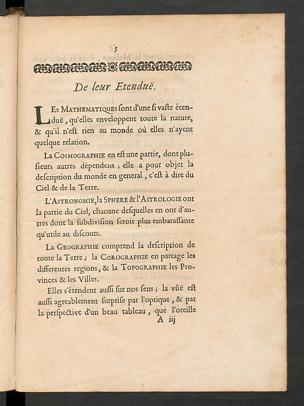 5
De leur Etenduë.
LEs MATHEMATIQUES sont d'une si vaste éten-
duë, qu'elles enveloppent toute la nature,
& qu'il n'est rien au monde où elles n'ayent
quelque relation.
La COSMOGRAPHIE en est une partie, dont plu-
sieurs autres dépendent; elle a pour objet la
description du monde en general, c'est à dire du
Ciel & de la Terre.
L'ASTRONOMIE, la SPHERE & l'ASTROLOGIE ont
la partie du Ciel, chacune desquelles en ont d'au-
tres dont la subdivision seroit plus embarassante
qu'utile au discours.
La GEOGRAPHIE comprend la description de
toute la Terre; la COROGRAPHIE en partage les
differentes regions, & la TOPOGRAPHIE les Pro-
vinces & les Villes.
Elles s'étendent aussi sur nos sens; la vûë est
aussi agreablement surprise par l'optique, & par
la perspective d'un beau tableau, que l'oreille
A iij